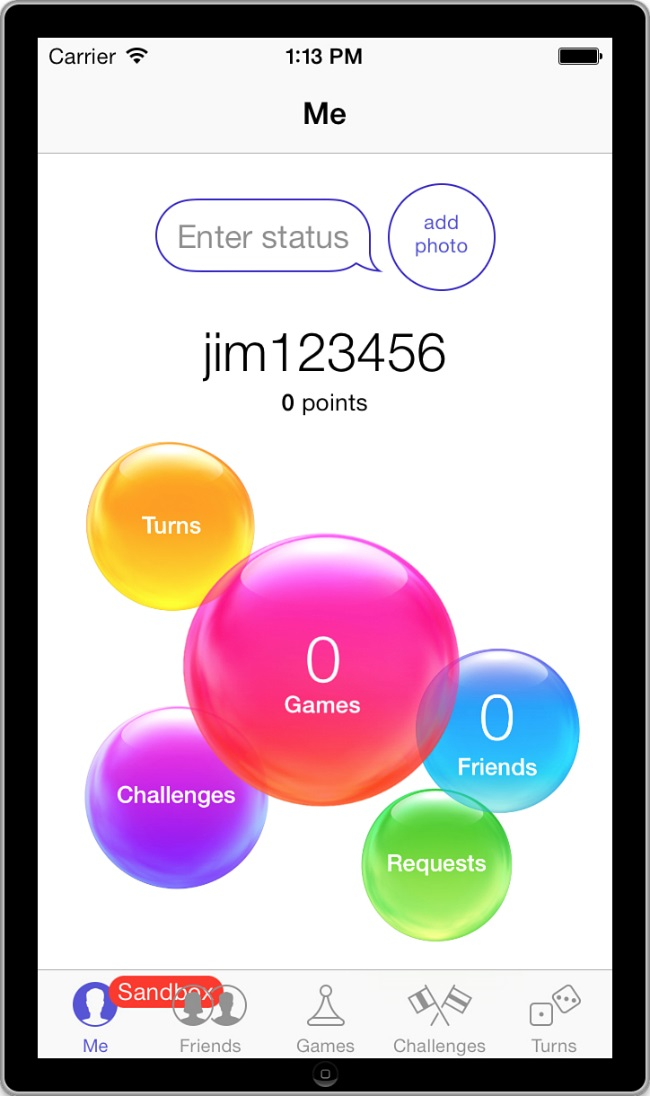 Carrier 1:13 PM
Me
Enter status
add
photo
jim123456
0 points
Turns
0
Games
0
Friends
Challenges
Requests
Sandbox
Me Friends Games Challenges Turns